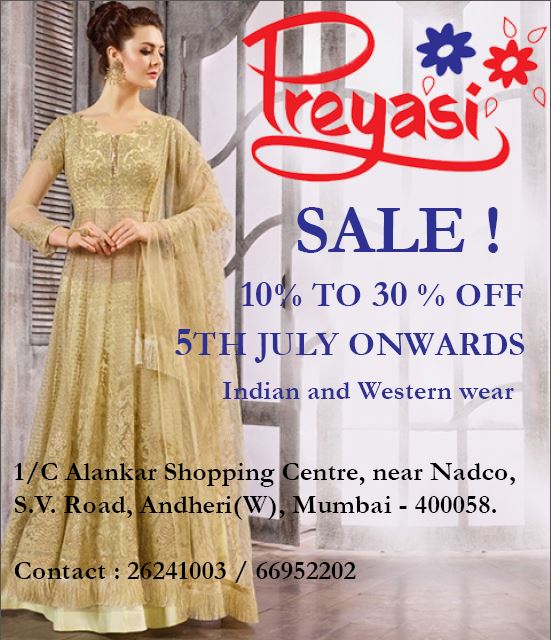 Preyasi
SALE !
10% TO 30 % OFF
5TH JULY ONWARDS
Indian and Western wear
1/C Alankar Shopping Centre, near Nadco,
S.V. Road, Andheri(W), Mumbai - 400058.
Contact : 26241003 / 66952202